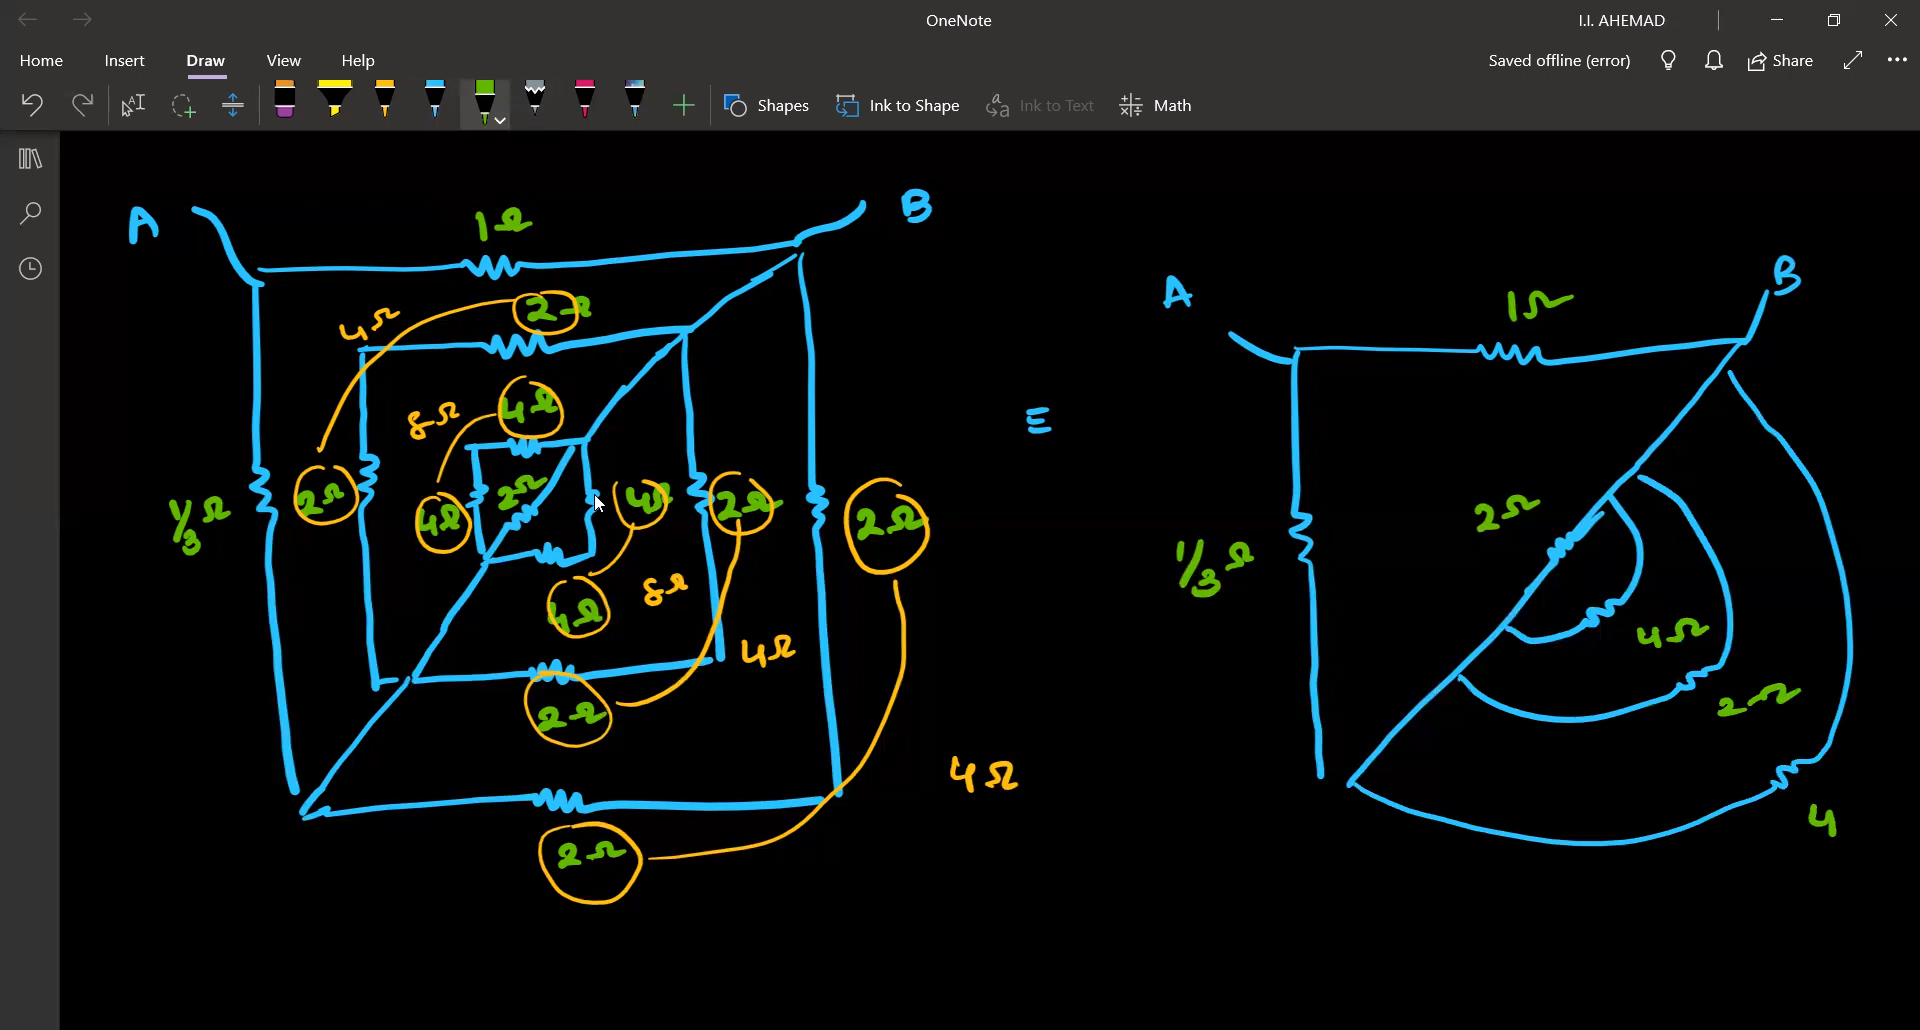 OneNote
I.I. AHEMAD
Home Insert Draw View Help
Saved offline (error)
Share
Shapes
Ink to Shape
Ink to Text
Math
A
B
1Ω
2Ω
4Ω
4Ω
8Ω
1/3 Ω
2Ω
4Ω
2Ω
4Ω
2Ω
2Ω
4Ω
8Ω
4Ω
2Ω
4Ω
2Ω
E
A
B
1Ω
2Ω
1/3 Ω
4Ω
2Ω
4